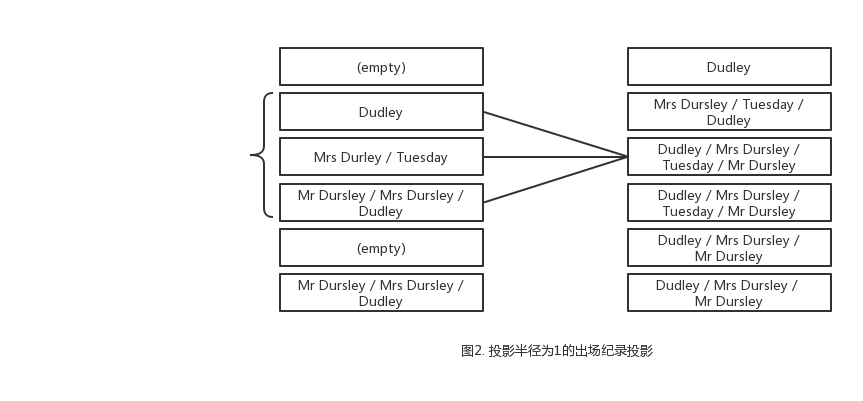 (empty)
Dudley
Mrs Durley / Tuesday
Mr Dursley / Mrs Dursley /
Dudley
(empty)
Mr Dursley / Mrs Dursley /
Dudley
Dudley
Mrs Dursley / Tuesday /
Dudley
Dudley / Mrs Dursley /
Tuesday / Mr Dursley
Dudley / Mrs Dursley /
Tuesday / Mr Dursley
Dudley / Mrs Dursley /
Mr Dursley
Dudley / Mrs Dursley /
Mr Dursley
图2. 投影半径为1的出场纪录投影